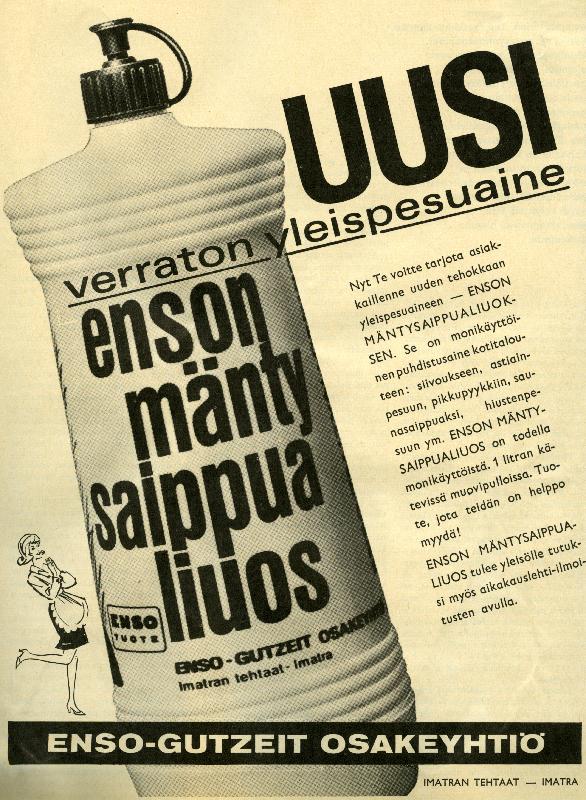 UUSI
verraton yleispesuaine
enson
mänty
saippua
liuos
ENSO
TUOTE
ENSO-GUTZEIT OSAKEYHTIÖ
Imatran tehtaat - Imatra
Nyt Te voitte tarjota asiak-
kaillenne uuden tehokkaan
yleispesuaineen — ENSON
MÄNTYSAIPPUALIUOK-
SEN. Se on monikäyttöi-
nen puhdistusaine kotitalou-
teen: siivoukseen, astiain-
pesuun, pikkupyykkiin, sau-
nasaippuaksi, hiustenpe-
suun ym. ENSON MÄNTY-
SAIPPUALIUOS on todella
monikäyttöistä. 1 litran kä-
tevissä muovipulloissa. Tuo-
te, jota teidän on helppo
myydä!
ENSON MÄNTYSAIPPUA-
LIUOS tulee yleisölle tutuk-
si myös aikakauslehti-ilmoi-
tusten avulla.
ENSO-GUTZEIT OSAKEYHTIÖ
IMATRAN TEHTAAT — IMATRA